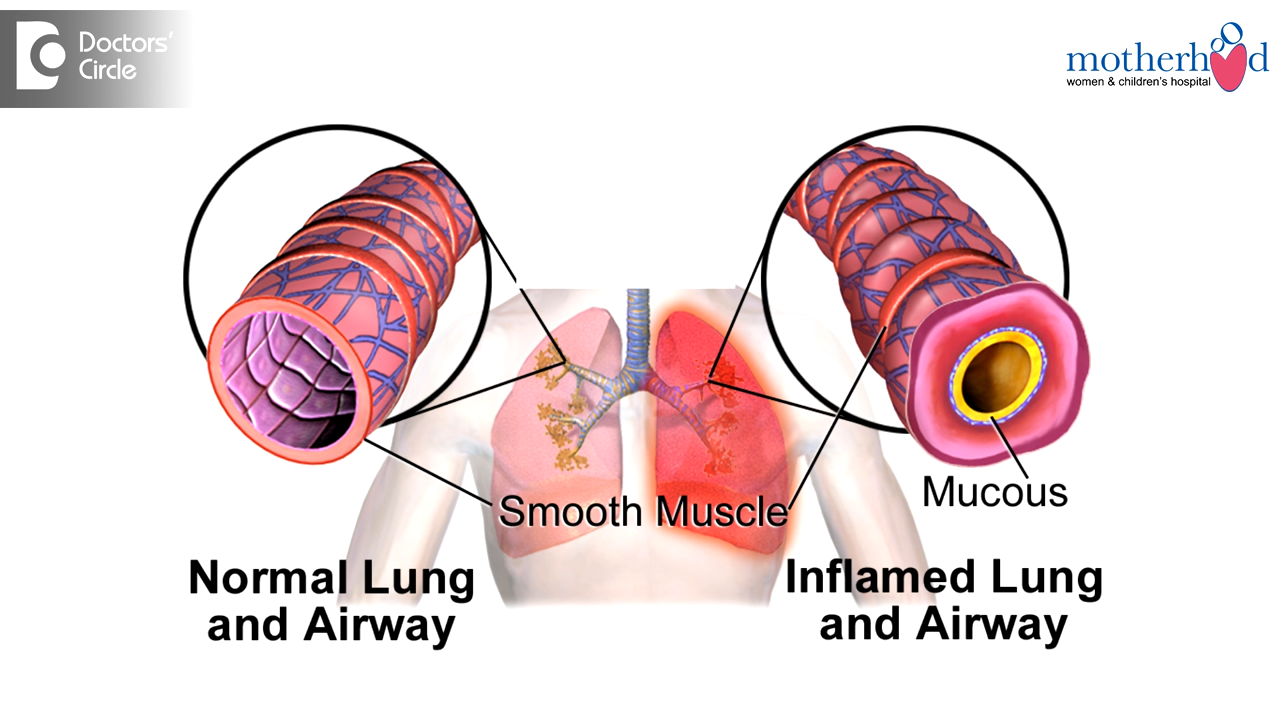 Doctors'
Circle
motherhood
women & children's hospital
Smooth Muscle
Mucous
Normal Lung
and Airway
Inflamed Lung
and Airway